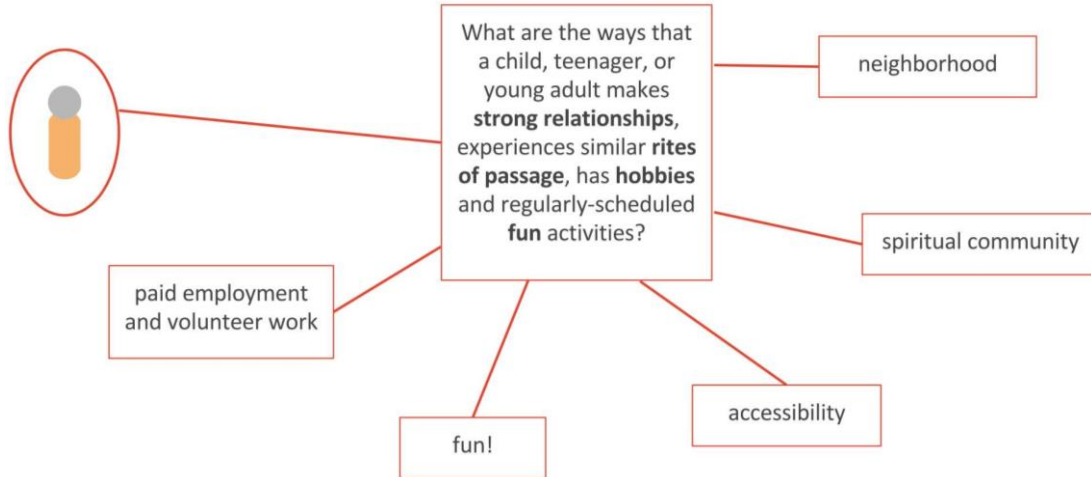 What are the ways that
a child, teenager, or
young adult makes
strong relationships,
experiences similar rites
of passage, has hobbies
and regularly-scheduled
fun activities?
neighborhood
spiritual community
paid employment
and volunteer work
accessibility
fun!